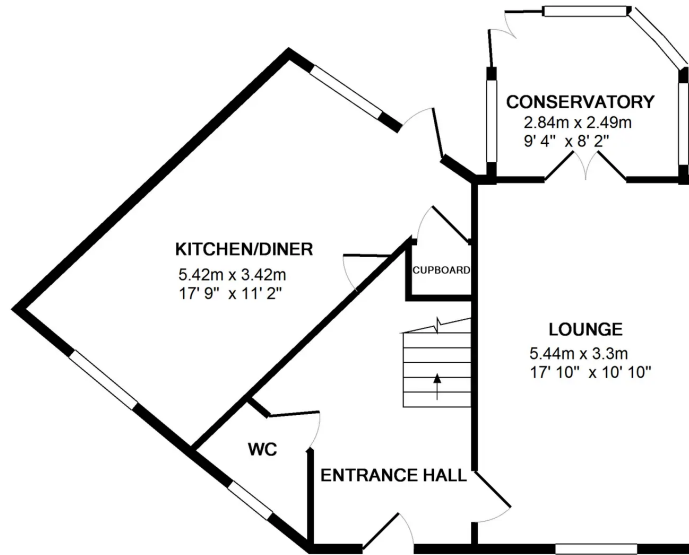 CONSERVATORY
2.84m x 2.49m
9' 4" x 8' 2"
KITCHEN/DINER
5.42m x 3.42m
17' 9" x 11' 2"
CUPBOARD
LOUNGE
5.44m x 3.3m
17' 10" x 10' 10"
WC
ENTRANCE HALL